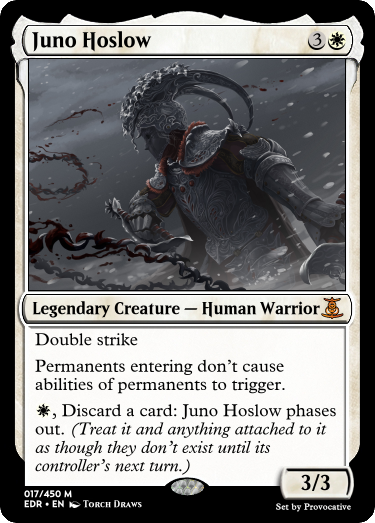 Juno Hoslow 3
Legendary Creature — Human Warrior
Double strike
Permanents entering don't cause
abilities of permanents to trigger.
, Discard a card: Juno Hoslow phases
out. (Treat it and anything attached to it
as though they don't exist until its
controller's next turn.)
3/3
017/450 M
EDR • EN Torch Draws
Set by Provocative